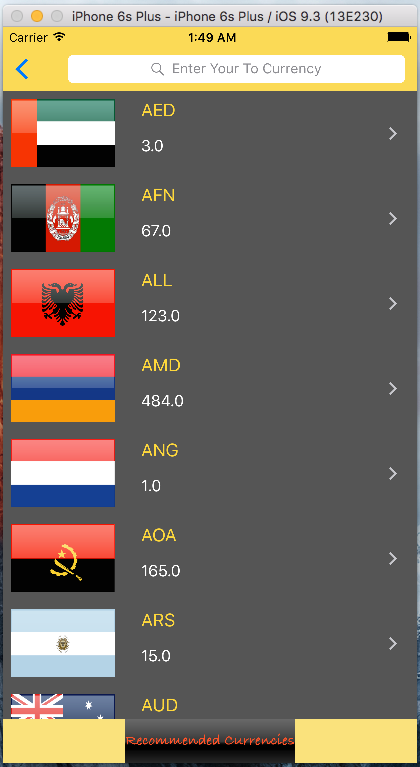 iPhone 6s Plus - iPhone 6s Plus / iOS 9.3 (13E230)
Carrier 1:49 AM
Enter Your To Currency
AED
3.0
AFN
67.0
ALL
123.0
AMD
484.0
ANG
1.0
AOA
165.0
ARS
15.0
AUD
Recommended Currencies